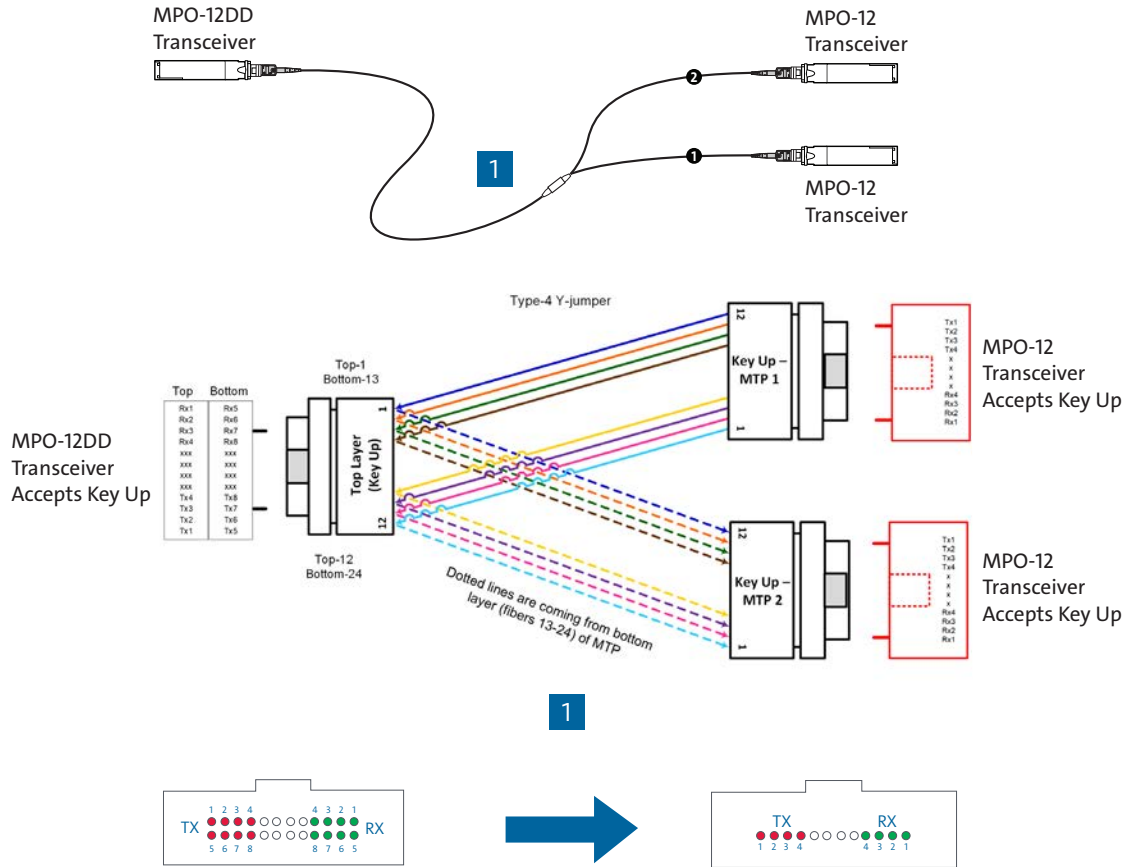 MPO-12DD
Transceiver
MPO-12
Transceiver
2
1
1
MPO-12
Transceiver
Type-4 Y-jumper
Top-1
Bottom-13
Top Bottom
Rx1 Rx5
Rx2 Rx6
Rx3 Rx7
Rx4 Rx8
xxx xxx
xxx xxx
xxx xxx
xxx xxx
Tx4 Tx8
Tx3 Tx7
Tx2 Tx6
Tx1 Tx5
MPO-12DD
Transceiver
Accepts Key Up
1
Top Layer
(Key Up)
12
Top-12
Bottom-24
12
Key Up –
MTP 1
1
Tx1
Tx2
Tx3
Tx4
x
x
x
x
Rx4
Rx3
Rx2
Rx1
MPO-12
Transceiver
Accepts Key Up
12
Key Up –
MTP 2
1
Tx1
Tx2
Tx3
Tx4
x
x
x
x
Rx4
Rx3
Rx2
Rx1
MPO-12
Transceiver
Accepts Key Up
Dotted lines are coming from bottom
layer (fibers 13-24) of MTP
1
1 2 3 4 4 3 2 1
TX RX
5 6 7 8 8 7 6 5
TX RX
1 2 3 4 4 3 2 1